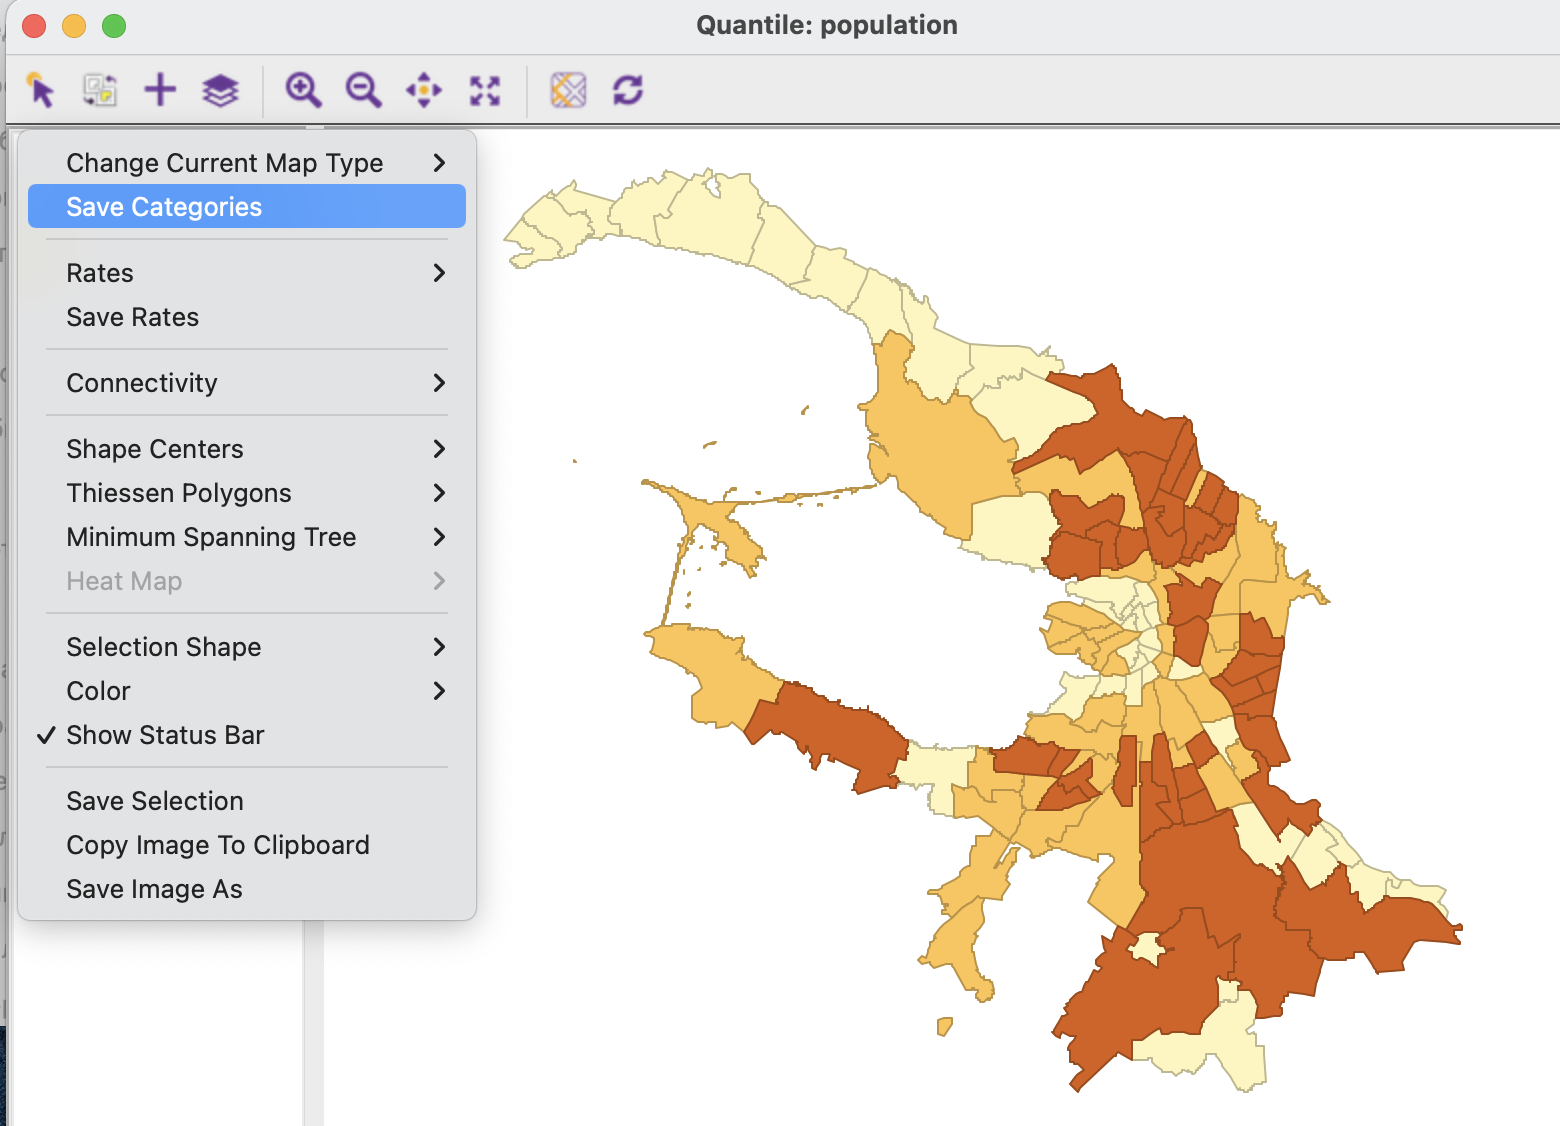 Quantile: population
Change Current Map Type
Save Categories
Rates
Save Rates
Connectivity
Shape Centers
Thiessen Polygons
Minimum Spanning Tree
Heat Map
Selection Shape
Color
Show Status Bar
Save Selection
Copy Image To Clipboard
Save Image As